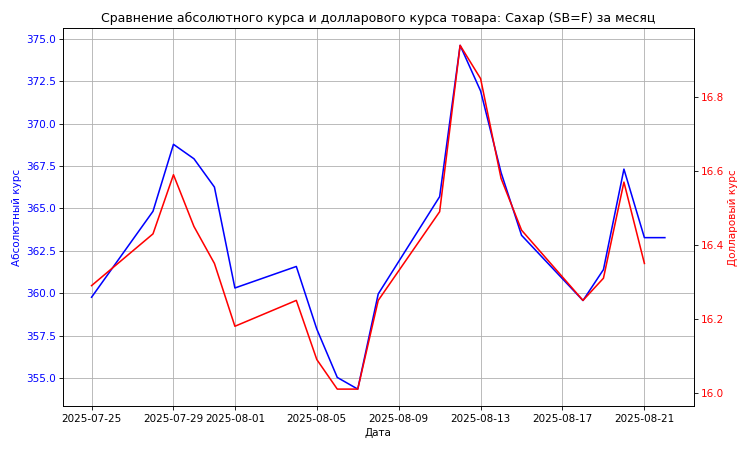 Сравнение абсолютного курса и долларового курса товара: Сахар (SB=F) за месяц
375.0
372.5
370.0
367.5
365.0
362.5
360.0
357.5
355.0
Абсолютный курс
16.8
16.6
16.4
16.2
16.0
Долларовый курс
2025-07-25 2025-07-29 2025-08-01 2025-08-05 2025-08-09 2025-08-13 2025-08-17 2025-08-21
Дата